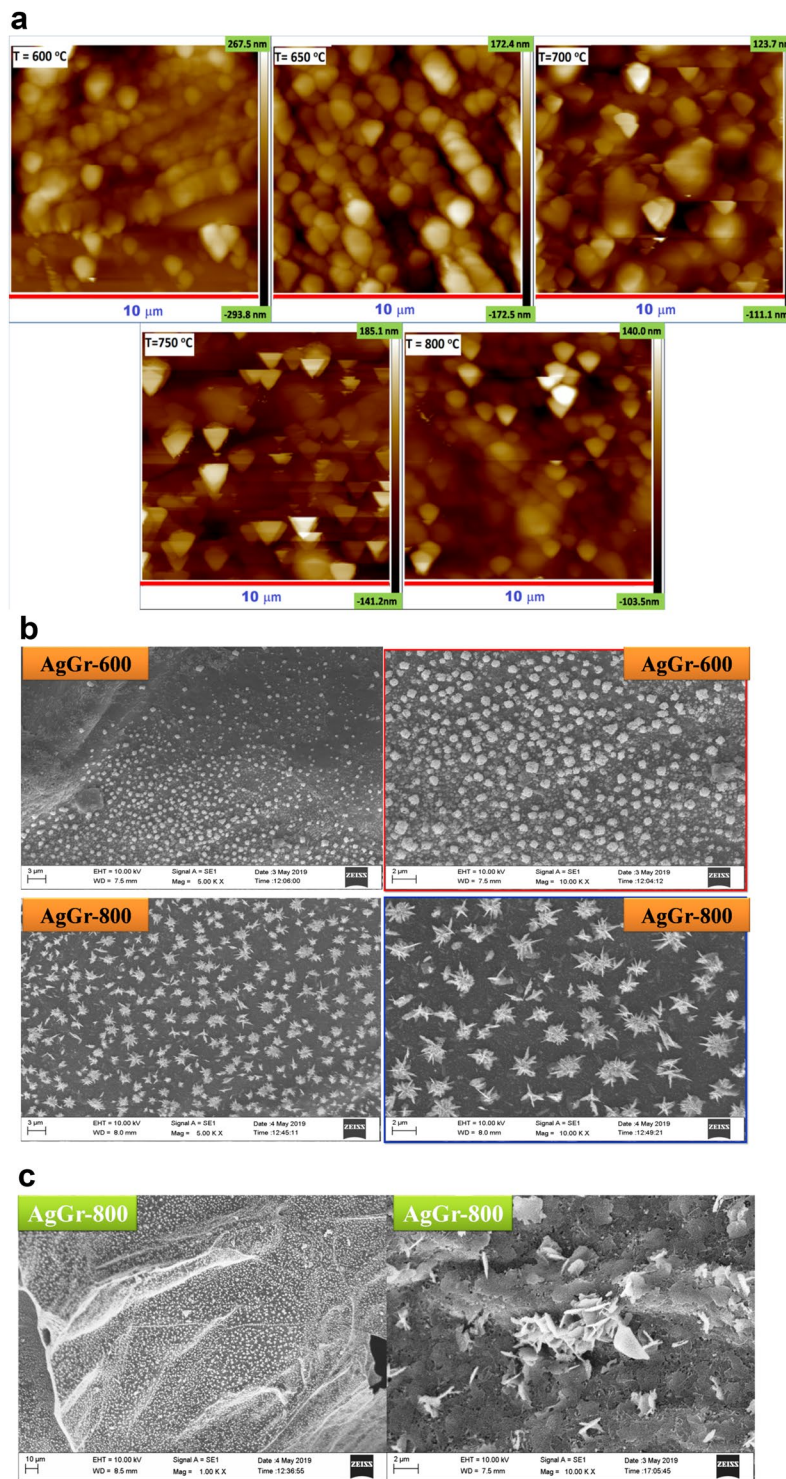 a
267.5 nm
T = 600 °C
10 μm
-293.8 nm
172.4 nm
T = 650 °C
10 μm
-172.5 nm
123.7 n
T=700 °C
10 μm
-111.1 nm
185.1 nm
T=750 °C
10 μm
-141.2nm
140.0 nm
T = 800 °C
10 μm
-103.5nm
b
AgGr-600
3 μm
EHT = 10.00 kV
WD = 7.5 mm
Signal A = SE1
Mag = 5.00 K X
Date :3 May 2019
Time :12:06:00
ZEISS
AgGr-600
2 μm
EHT = 10.00 kV
WD = 7.5 mm
Signal A = SE1
Mag = 10.00 K X
Date :3 May 2019
Time :12:04:12
ZEISS
AgGr-800
3 μm
EHT = 10.00 kV
WD = 8.0 mm
Signal A = SE1
Mag = 5.00 K X
Date :4 May 2019
Time :12:45:11
ZEISS
AgGr-800
2 μm
EHT = 10.00 kV
WD = 8.0 mm
Signal A = SE1
Mag = 10.00 K X
Date :4 May 2019
Time :12:49:21
ZEISS
c
AgGr-800
10 μm
EHT = 10.00 kV
WD = 8.5 mm
Signal A = SE1
Mag = 1.00 K X
Date :4 May 2019
Time :12:36:55
ZEISS
AgGr-800
2 μm
EHT = 10.00 kV
WD = 7.5 mm
Signal A = SE1
Mag = 10.00 K X
Date :3 May 2019
Time :17:05:45
ZEISS